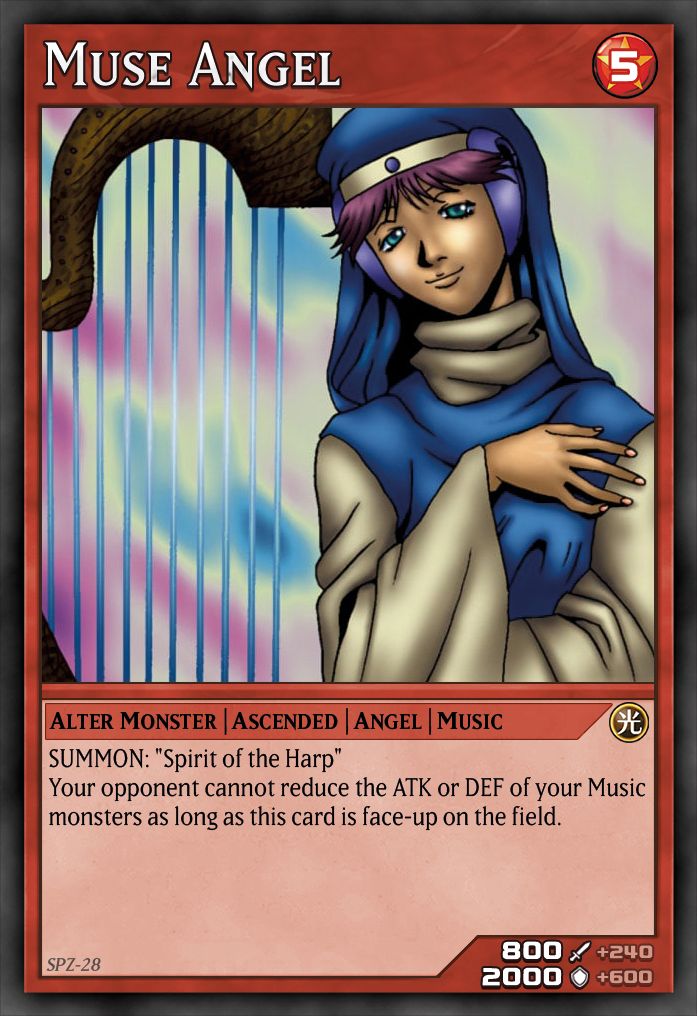 Muse Angel
5
Alter Monster | Ascended | Angel | Music
光
SUMMON: "Spirit of the Harp"
Your opponent cannot reduce the ATK or DEF of your Music
monsters as long as this card is face-up on the field.
800 +240
2000 +600
SPZ-28